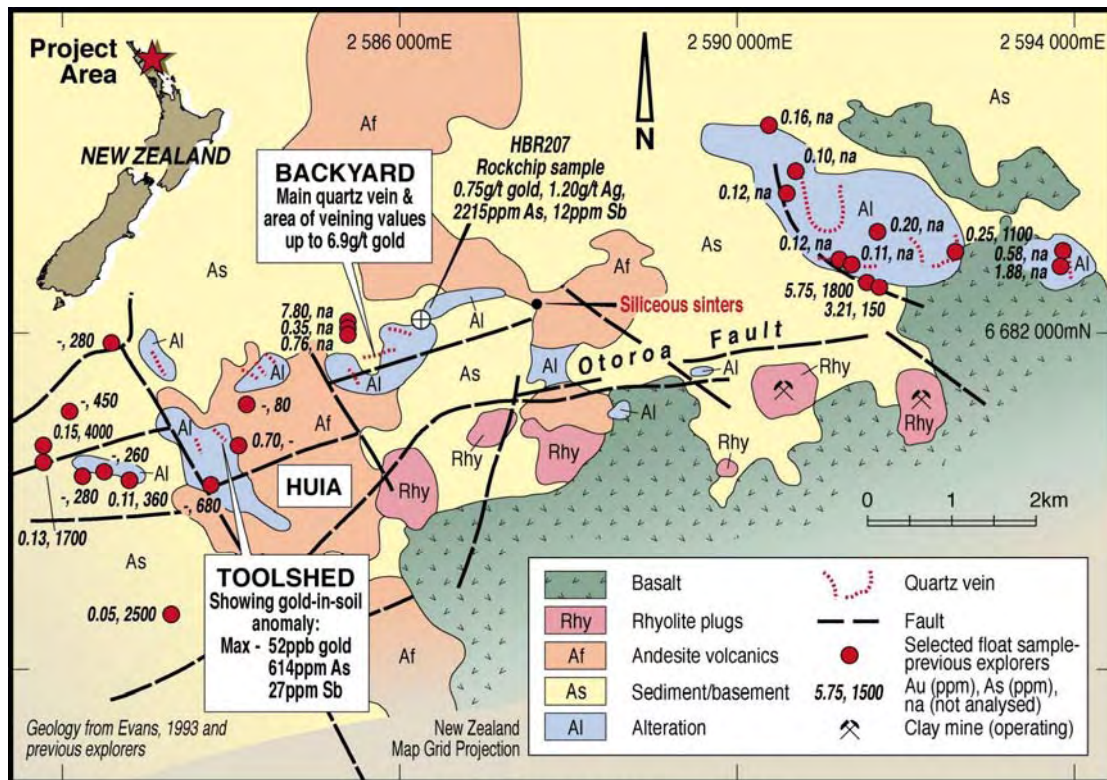 2 586 000mE
2 590 000mE
2 594 000mE
Project
Area
NEW ZEALAND
N
As
Af
HBR207
Rockchip sample
0.75g/t gold, 1.20g/t Ag,
2215ppm As, 12ppm Sb
BACKYARD
Main quartz vein &
area of veining values
up to 6.9g/t gold
0.16, na
0.10, na
0.12, na
Al
0.20, na
0.12, na
0.11, na
0.25, 1100
0.58, na
1.88, na
Al
5.75, 1800
3.21, 150
As
As
Af
Siliceous sinters
6 682 000mN
7.80, na
0.35, na
0.76, na
-, 280
Al
Al
Al
Al
As
Al
Otoroa Fault
Al
Rhy
Rhy
-, 450
0.15, 4000
-, 80
Al
Af
0.70, -
-, 260
Al
-, 280
0.11, 360
-, 680
0.13, 1700
HUIA
Rhy
Rhy
Rhy
Al
Rhy
As
0 1 2km
TOOLSHED
Showing gold-in-soil
anomaly:
Max - 52ppb gold
614ppm As
27ppm Sb
0.05, 2500
Af
Geology from Evans, 1993 and
previous explorers
New Zealand
Map Grid Projection
Basalt
Rhy Rhyolite plugs
Af Andesite volcanics
As Sediment/basement
Al Alteration
Quartz vein
Fault
Selected float sample-
previous explorers
5.75, 1500 Au (ppm), As (ppm),
na (not analysed)
Clay mine (operating)